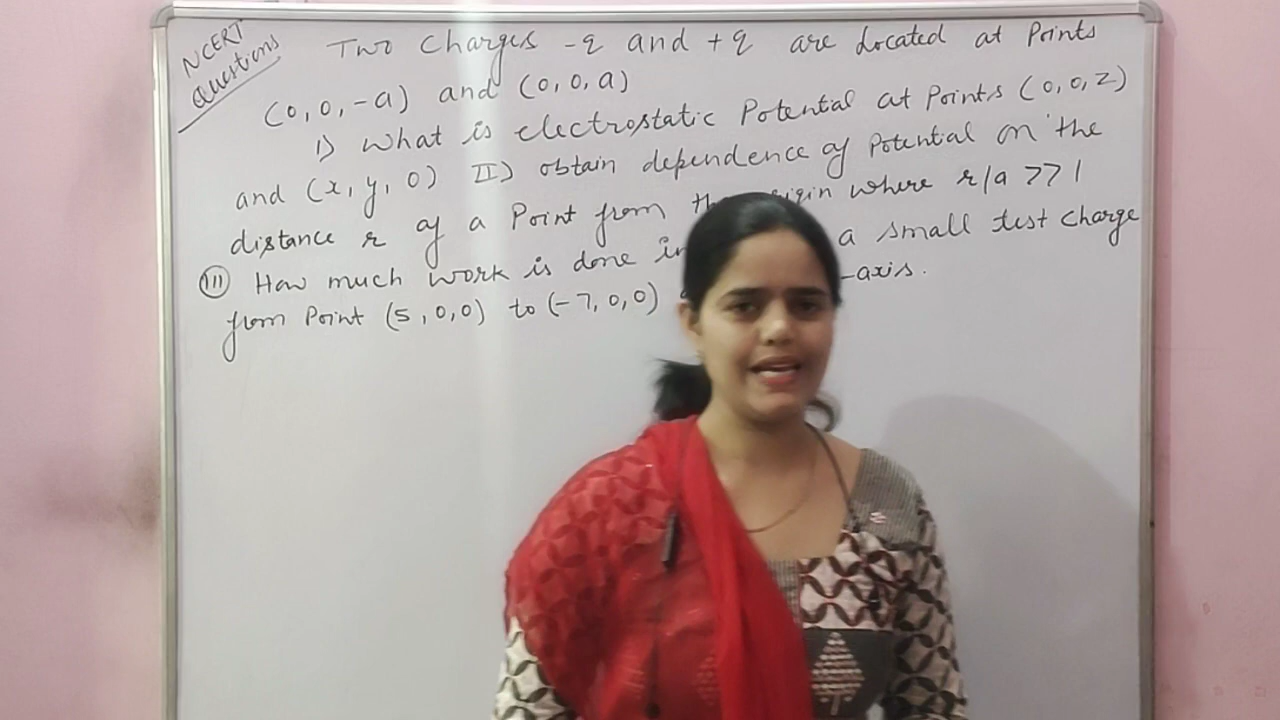 NCERT
Questions
Two Charges -q and +q are Located at Points
(0, 0, -a) and (0, 0, a)
I) What is electrostatic Potential at Points (0, 0, z)
and (x, y, 0) II) obtain dependence of Potential on the
distance r of a Point from the origin where r/a >> 1
III) How much work is done in a small test charge
from Point (5, 0, 0) to (-7, 0, 0) -axis.